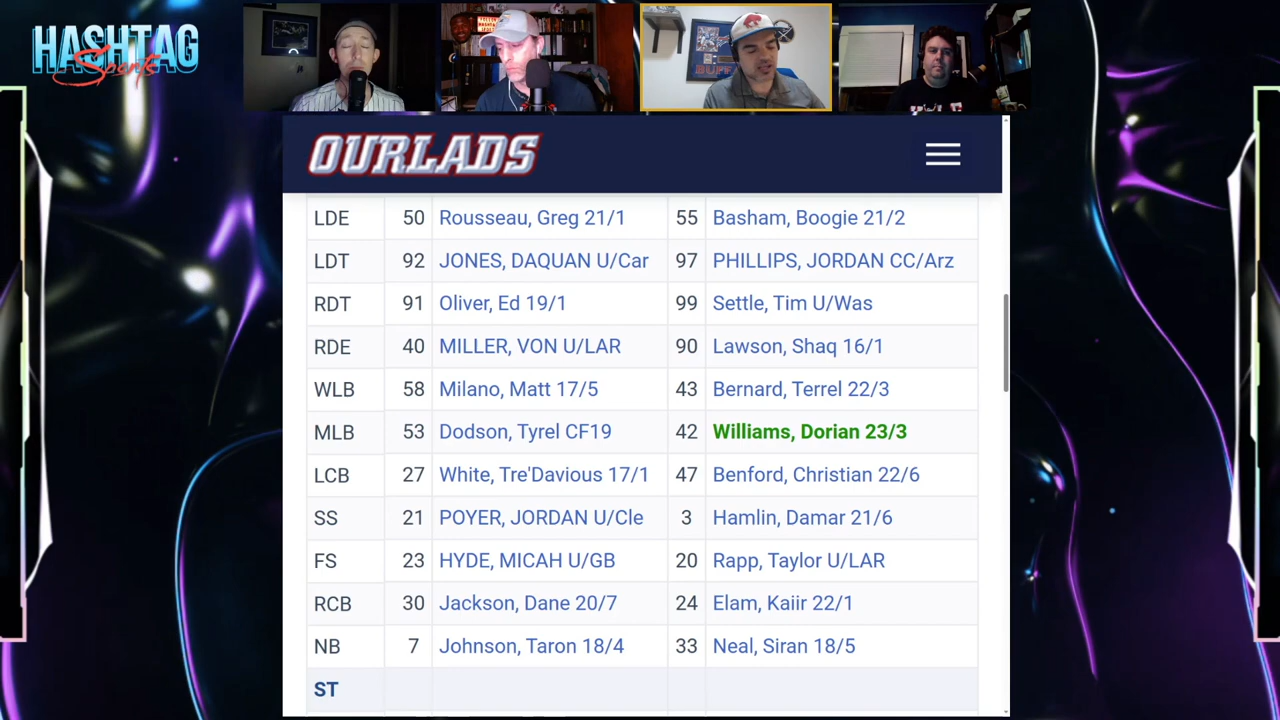 HASHTAG
Sports
BUFF
OURLADS
LDE 50 Rousseau, Greg 21/1 55 Basham, Boogie 21/2
LDT 92 JONES, DAQUAN U/Car 97 PHILLIPS, JORDAN CC/Arz
RDT 91 Oliver, Ed 19/1 99 Settle, Tim U/Was
RDE 40 MILLER, VON U/LAR 90 Lawson, Shaq 16/1
WLB 58 Milano, Matt 17/5 43 Bernard, Terrel 22/3
MLB 53 Dodson, Tyrel CF19 42 Williams, Dorian 23/3
LCB 27 White, Tre'Davious 17/1 47 Benford, Christian 22/6
SS 21 POYER, JORDAN U/Cle 3 Hamlin, Damar 21/6
FS 23 HYDE, MICAH U/GB 20 Rapp, Taylor U/LAR
RCB 30 Jackson, Dane 20/7 24 Elam, Kaiir 22/1
NB 7 Johnson, Taron 18/4 33 Neal, Siran 18/5
ST